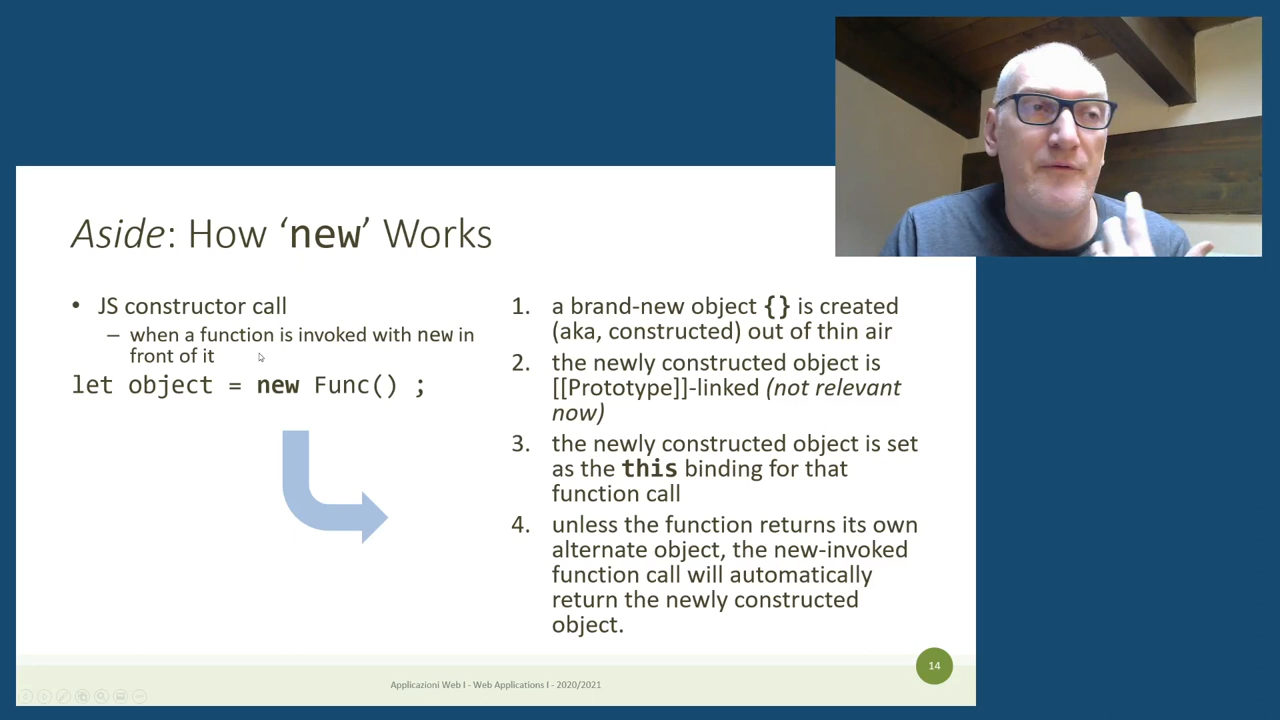 Aside: How ‘new’ Works
• JS constructor call
– when a function is invoked with new in
front of it
let object = new Func() ;
1. a brand-new object {} is created
(aka, constructed) out of thin air
2. the newly constructed object is
[[Prototype]]-linked (not relevant
now)
3. the newly constructed object is set
as the this binding for that
function call
4. unless the function returns its own
alternate object, the new-invoked
function call will automatically
return the newly constructed
object.
Applicazioni Web I - Web Applications I - 2020/2021
14